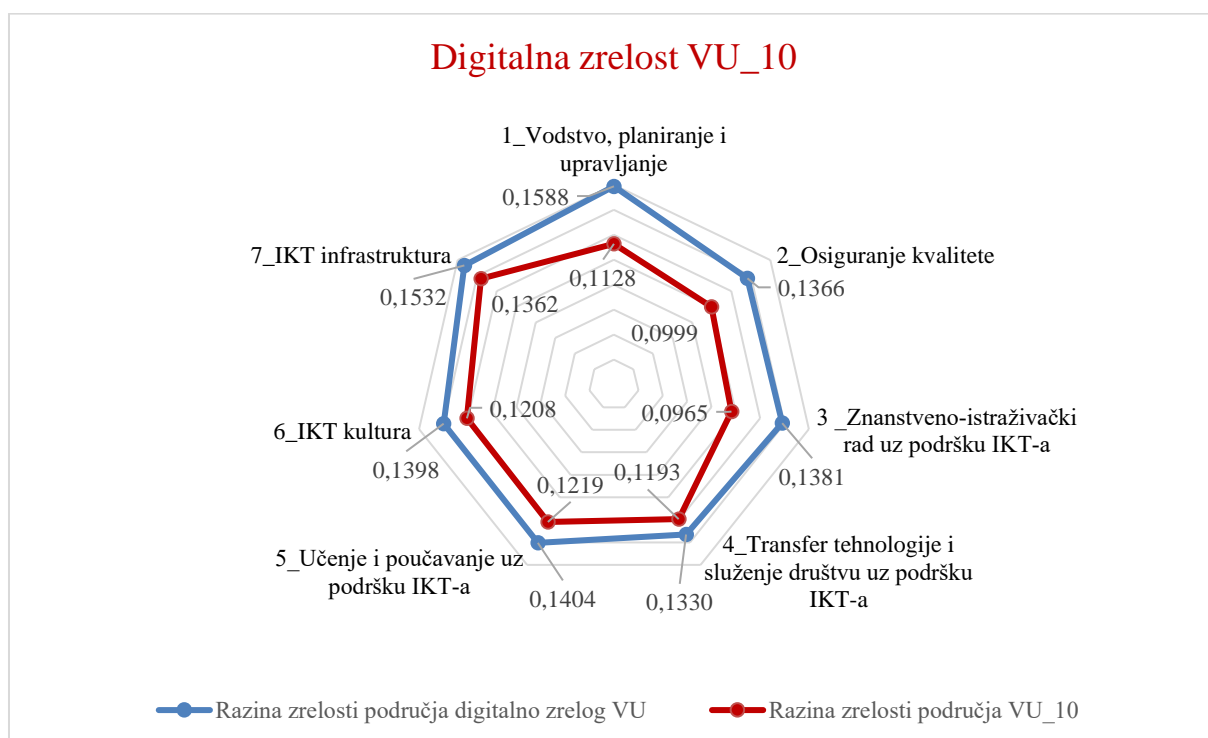 Digitalna zrelost VU_10
1_Vodstvo, planiranje i
upravljanje
0,1588
7_IKT infrastruktura
2_Osiguranje kvalitete
0,1128
0,1366
0,1532
0,1362
0,0999
0,1208
0,0965
6_IKT kultura
3 _Znanstveno-istraživački
rad uz podršku IKT-a
0,1398
0,1381
0,1219
0,1193
5_Učenje i poučavanje uz
podršku IKT-a
4_Transfer tehnologije i
služenje društvu uz podršku
IKT-a
0,1404
0,1330
Razina zrelosti područja digitalno zrelog VU
Razina zrelosti područja VU_10